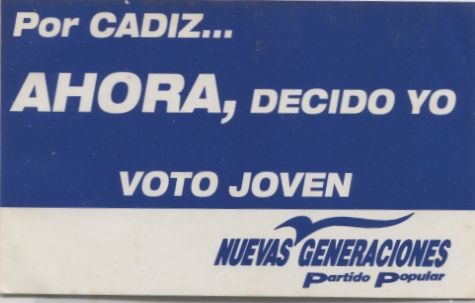 Por CADIZ...
AHORA, DECIDO YO
VOTO JOVEN
NUEVAS GENERACIONES
Partido Popular